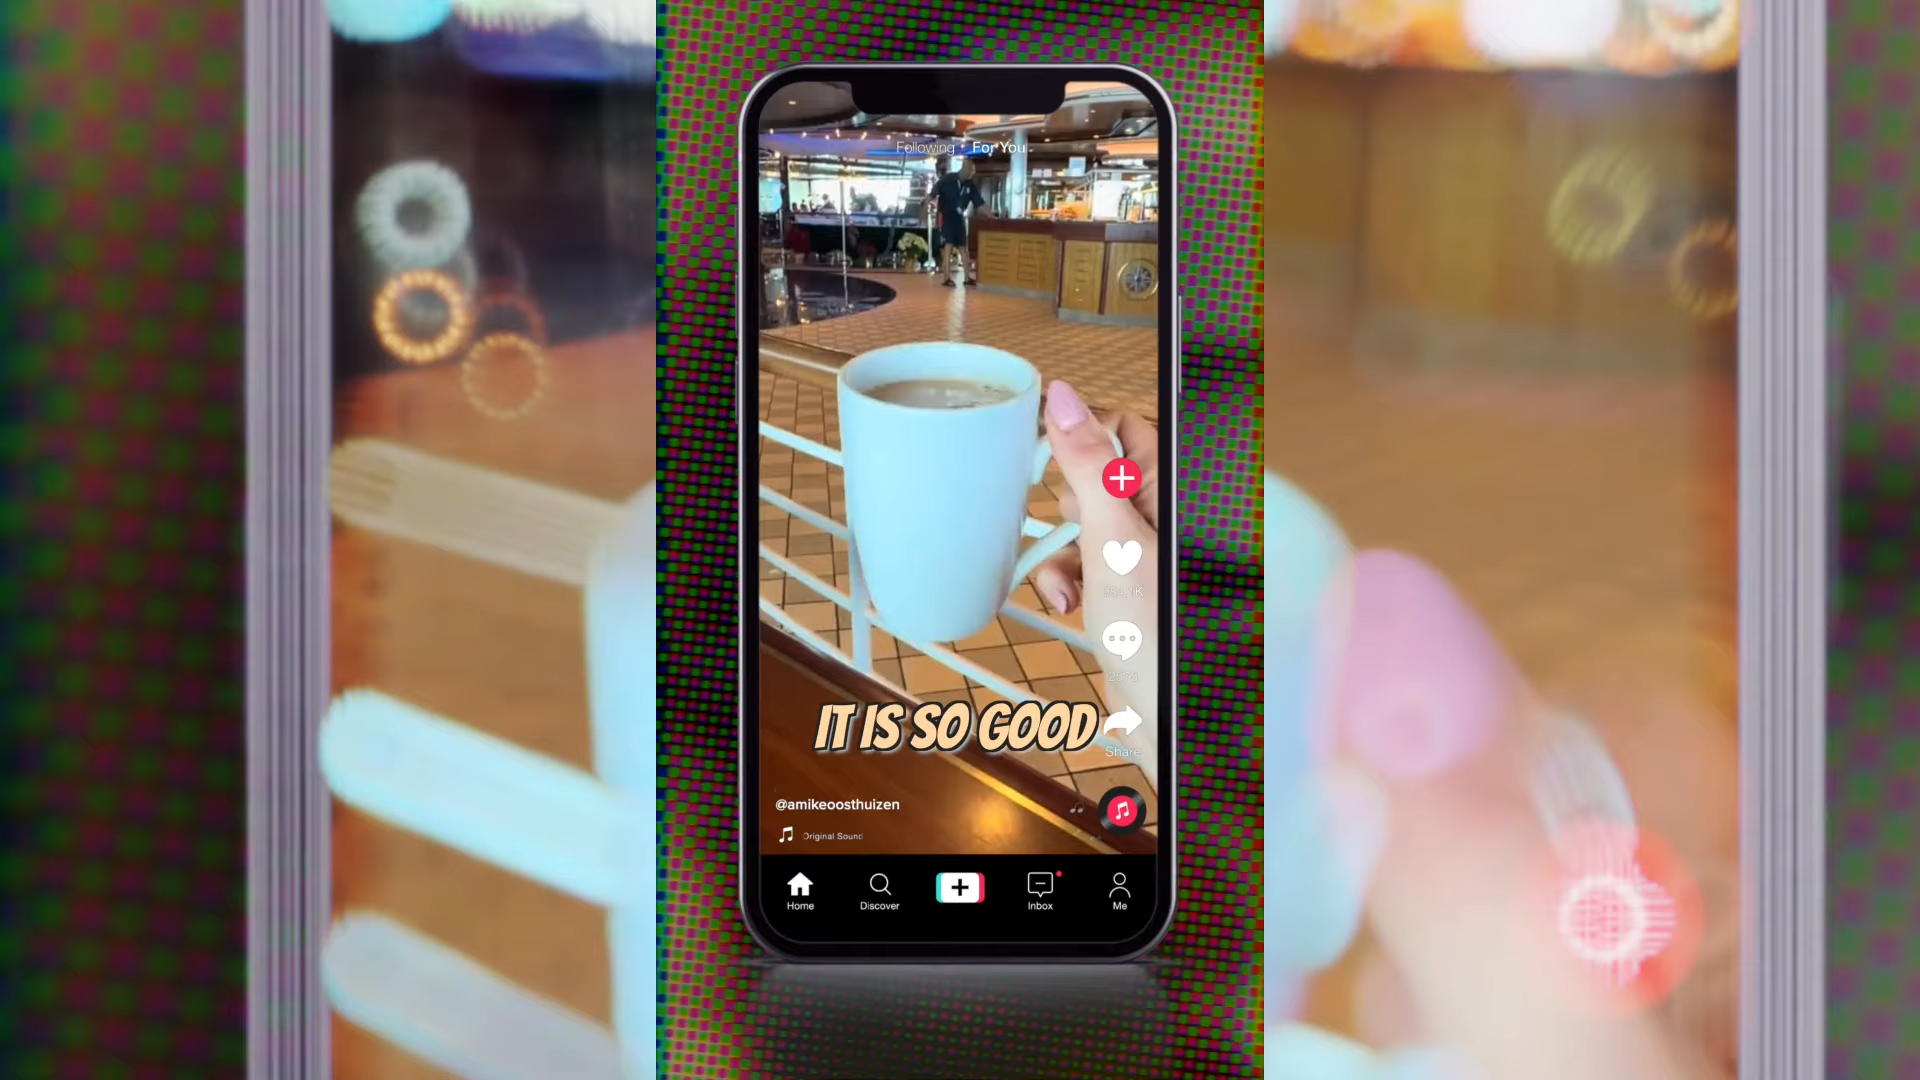 Following
For You
IT IS SO GOOD
Share
@amikeoosthuizen
Original Sound
Home
Discover
Inbox
Me